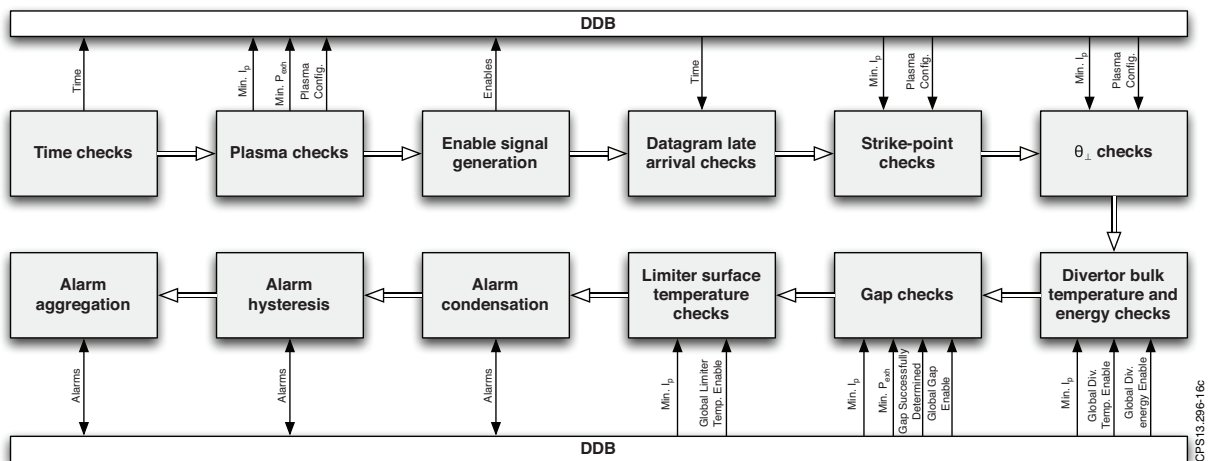 DDB
Time
Min. Ip
Min. Pexh
Plasma
Config.
Enables
Time
Min. Ip
Plasma
Config.
Min. Ip
Plasma
Config.
Time checks
Plasma checks
Enable signal
generation
Datagram late
arrival checks
Strike-point
checks
θ⊥ checks
Alarm
aggregation
Alarm
hysteresis
Alarm
condensation
Limiter surface
temperature
checks
Gap checks
Divertor bulk
temperature and
energy checks
Alarms
Alarms
Alarms
Min. Ip
Global Limiter
Temp. Enable
Min. Ip
Min. Pexh
Gap Successfully
Determined
Global Gap
Enable
Min. Ip
Global Div.
Temp. Enable
Global Div.
energy Enable
DDB
CPS13.296-16c